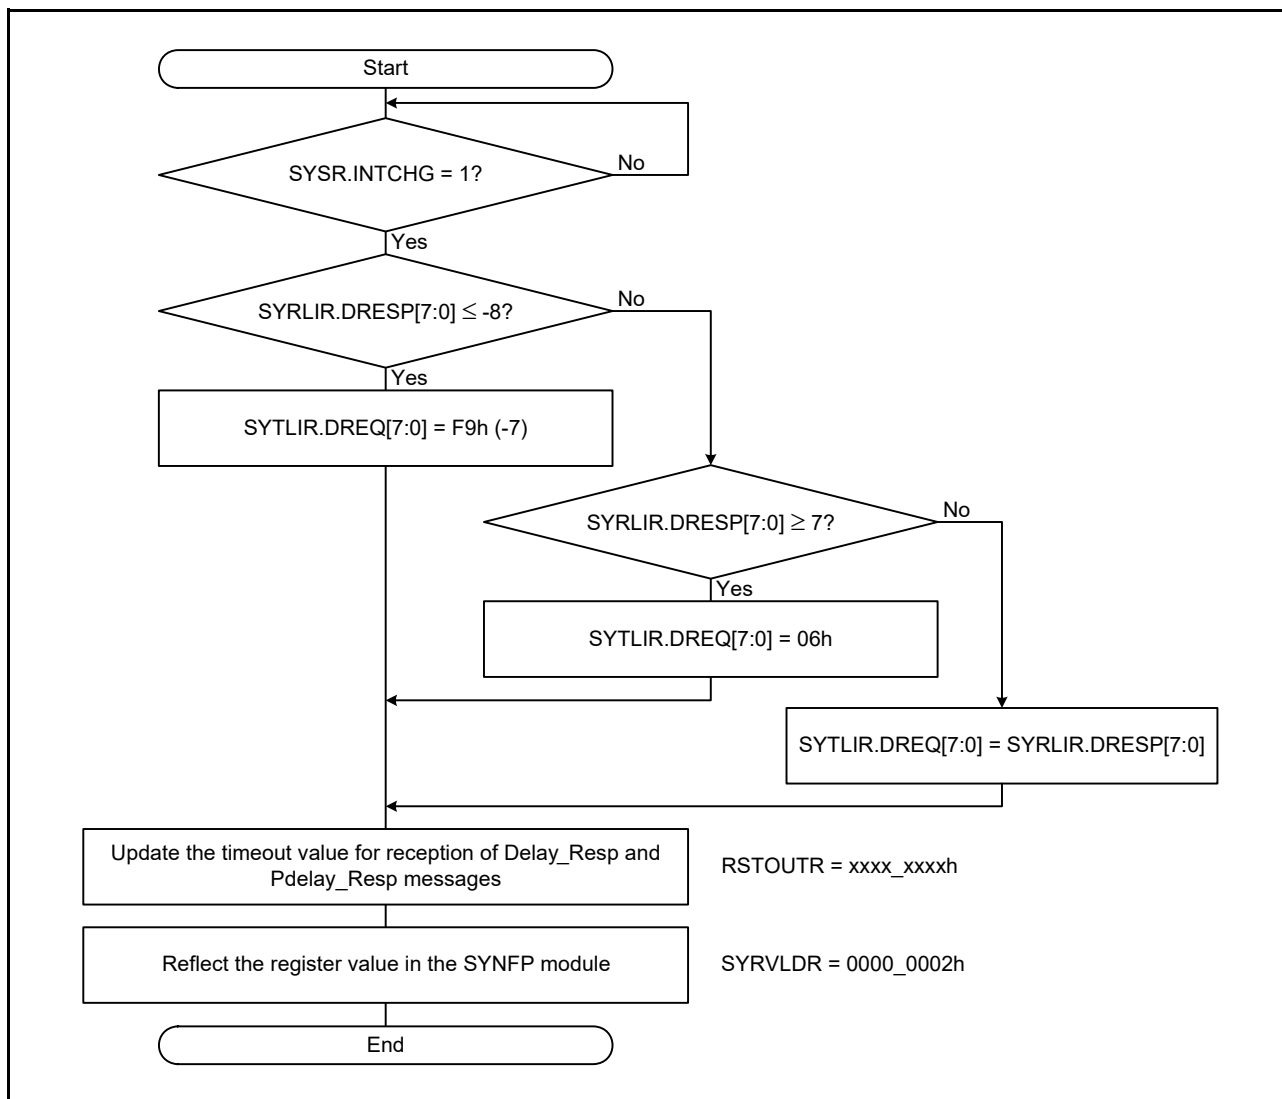 Start
SYSR.INTCHG = 1?
No
Yes
SYRLIR.DRESP[7:0] ≤ -8?
No
Yes
SYTLIR.DREQ[7:0] = F9h (-7)
SYRLIR.DRESP[7:0] ≥ 7?
No
Yes
SYTLIR.DREQ[7:0] = 06h
SYTLIR.DREQ[7:0] = SYRLIR.DRESP[7:0]
Update the timeout value for reception of Delay_Resp and
Pdelay_Resp messages
RSTOUTR = xxxx_xxxxh
Reflect the register value in the SYNFP module
SYRVLDR = 0000_0002h
End